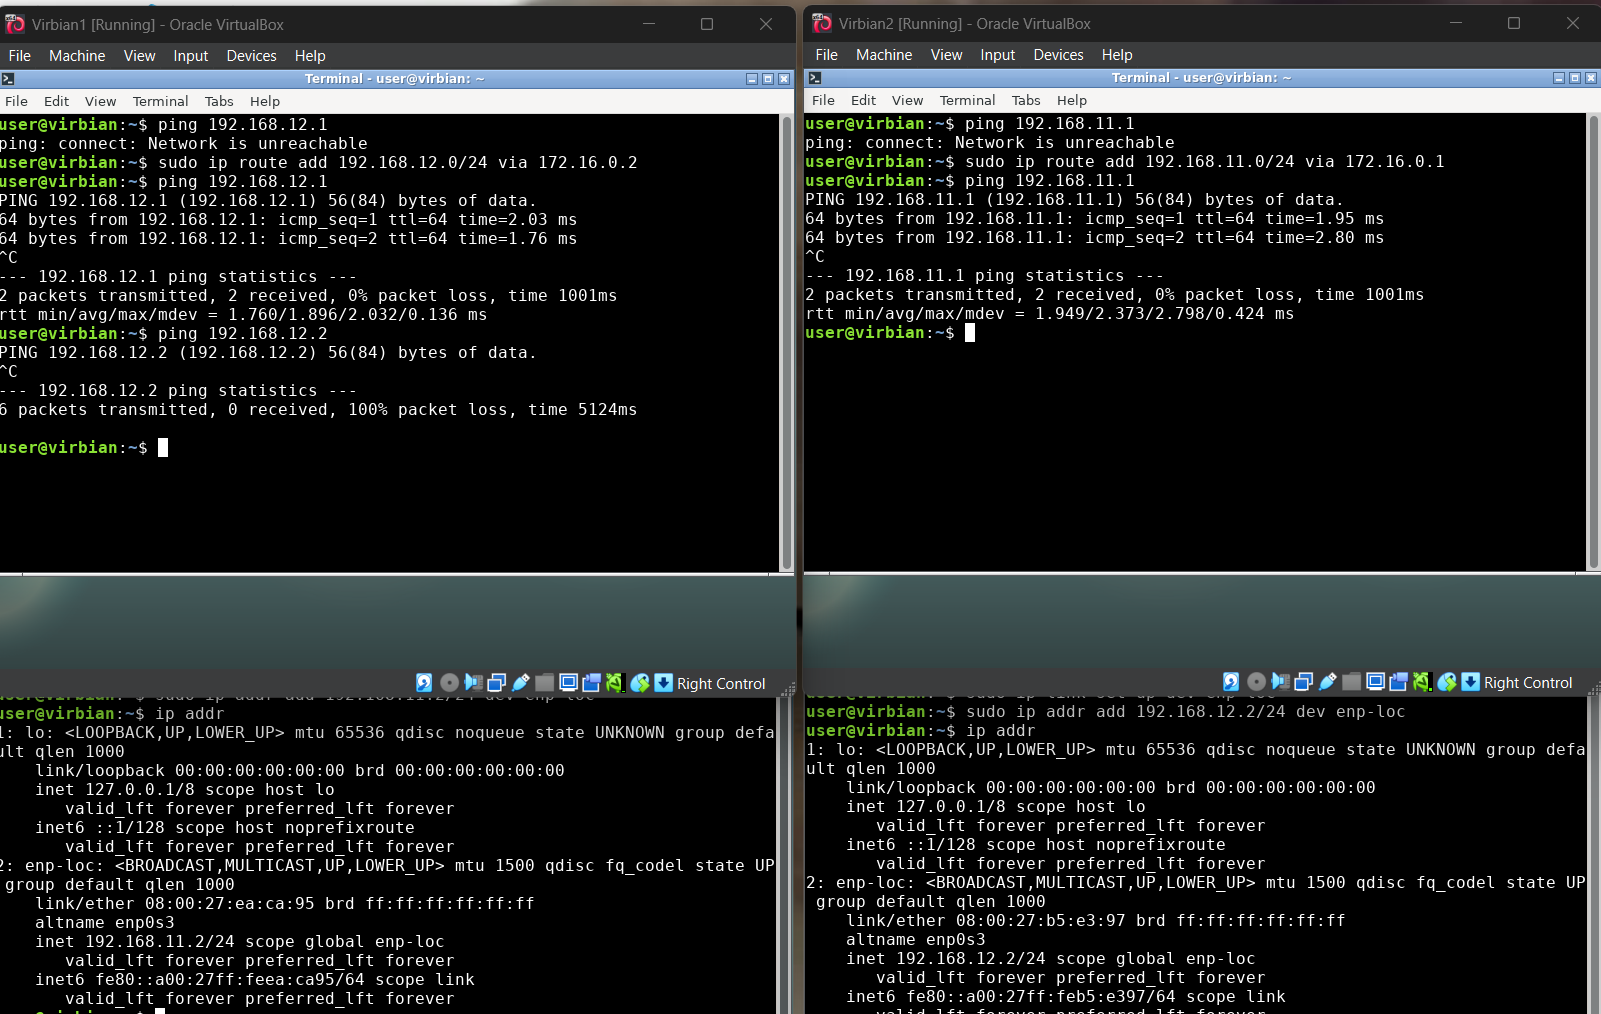 Virbian1 [Running] - Oracle VirtualBox
File Machine View Input Devices Help
Terminal - user@virbian: ~
File Edit View Terminal Tabs Help
user@virbian:~$ ping 192.168.12.1
ping: connect: Network is unreachable
user@virbian:~$ sudo ip route add 192.168.12.0/24 via 172.16.0.2
user@virbian:~$ ping 192.168.12.1
PING 192.168.12.1 (192.168.12.1) 56(84) bytes of data.
64 bytes from 192.168.12.1: icmp_seq=1 ttl=64 time=2.03 ms
64 bytes from 192.168.12.1: icmp_seq=2 ttl=64 time=1.76 ms
^C
--- 192.168.12.1 ping statistics ---
2 packets transmitted, 2 received, 0% packet loss, time 1001ms
rtt min/avg/max/mdev = 1.760/1.896/2.032/0.136 ms
user@virbian:~$ ping 192.168.12.2
PING 192.168.12.2 (192.168.12.2) 56(84) bytes of data.
^C
--- 192.168.12.2 ping statistics ---
6 packets transmitted, 0 received, 100% packet loss, time 5124ms
user@virbian:~$
Right Control
$ sudo ip addr add 192.168.11.2/24 dev enp-loc
user@virbian:~$ ip addr
1: lo: <LOOPBACK,UP,LOWER_UP> mtu 65536 qdisc noqueue state UNKNOWN group defa
ult qlen 1000
link/loopback 00:00:00:00:00:00 brd 00:00:00:00:00:00
inet 127.0.0.1/8 scope host lo
valid_lft forever preferred_lft forever
inet6 ::1/128 scope host noprefixroute
valid_lft forever preferred_lft forever
2: enp-loc: <BROADCAST,MULTICAST,UP,LOWER_UP> mtu 1500 qdisc fq_codel state UP
group default qlen 1000
link/ether 08:00:27:ea:ca:95 brd ff:ff:ff:ff:ff:ff
altname enp0s3
inet 192.168.11.2/24 scope global enp-loc
valid_lft forever preferred_lft forever
inet6 fe80::a00:27ff:feea:ca95/64 scope link
valid_lft forever preferred_lft forever
Virbian2 [Running] - Oracle VirtualBox
File Machine View Input Devices Help
Terminal - user@virbian: ~
File Edit View Terminal Tabs Help
user@virbian:~$ ping 192.168.11.1
ping: connect: Network is unreachable
user@virbian:~$ sudo ip route add 192.168.11.0/24 via 172.16.0.1
user@virbian:~$ ping 192.168.11.1
PING 192.168.11.1 (192.168.11.1) 56(84) bytes of data.
64 bytes from 192.168.11.1: icmp_seq=1 ttl=64 time=1.95 ms
64 bytes from 192.168.11.1: icmp_seq=2 ttl=64 time=2.80 ms
^C
--- 192.168.11.1 ping statistics ---
2 packets transmitted, 2 received, 0% packet loss, time 1001ms
rtt min/avg/max/mdev = 1.949/2.373/2.798/0.424 ms
user@virbian:~$
Right Control
user@virbian:~$ sudo ip addr add 192.168.12.2/24 dev enp-loc
user@virbian:~$ ip addr
1: lo: <LOOPBACK,UP,LOWER_UP> mtu 65536 qdisc noqueue state UNKNOWN group defa
ult qlen 1000
link/loopback 00:00:00:00:00:00 brd 00:00:00:00:00:00
inet 127.0.0.1/8 scope host lo
valid_lft forever preferred_lft forever
inet6 ::1/128 scope host noprefixroute
valid_lft forever preferred_lft forever
2: enp-loc: <BROADCAST,MULTICAST,UP,LOWER_UP> mtu 1500 qdisc fq_codel state UP
group default qlen 1000
link/ether 08:00:27:b5:e3:97 brd ff:ff:ff:ff:ff:ff
altname enp0s3
inet 192.168.12.2/24 scope global enp-loc
valid_lft forever preferred_lft forever
inet6 fe80::a00:27ff:feb5:e397/64 scope link